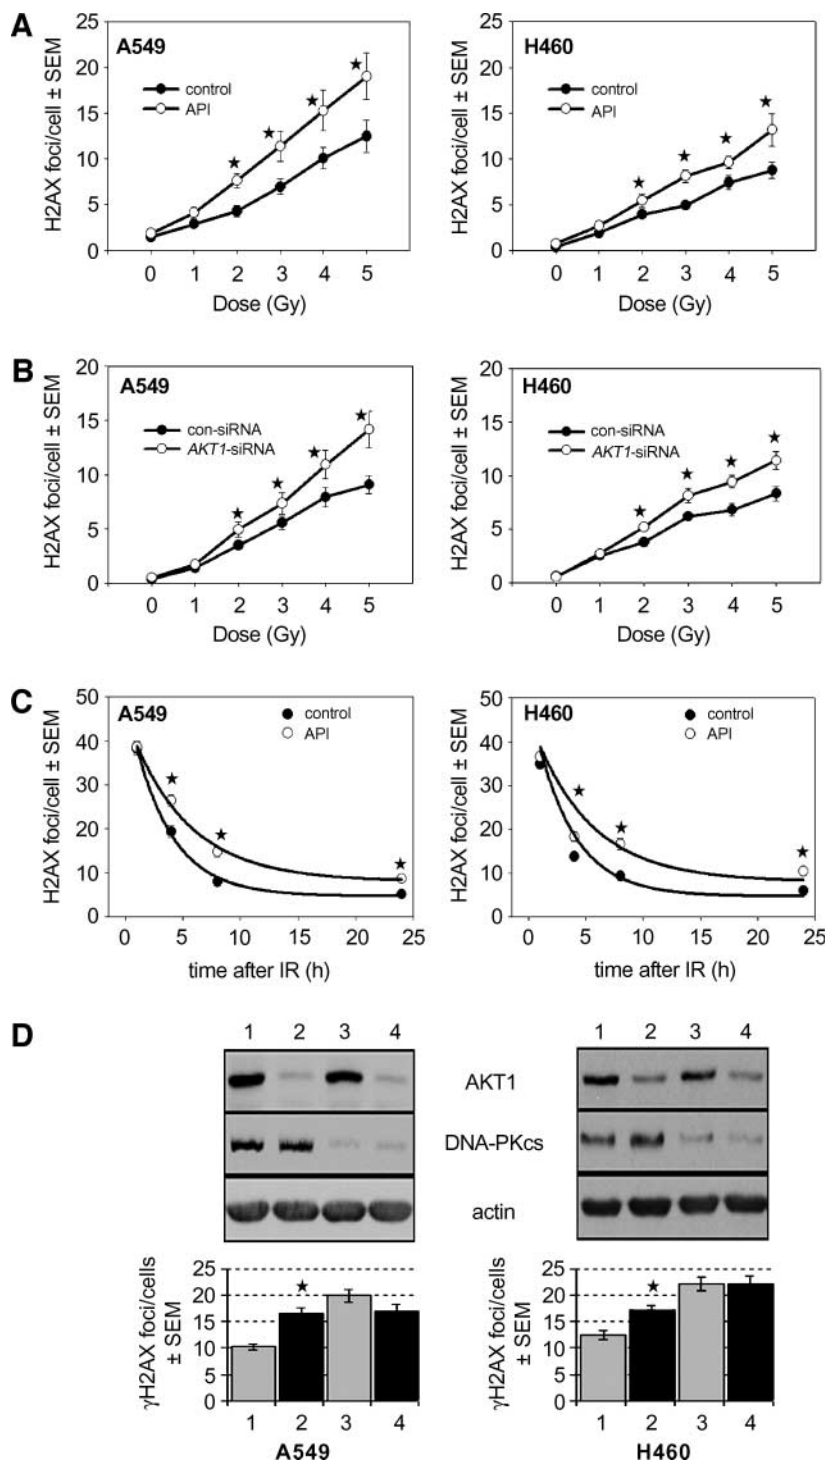 A
A549
H460
H2AX foci/cell ± SEM
25
20
15
10
5
0
control
API
★ ★ ★ ★
0 1 2 3 4 5
Dose (Gy)
H2AX foci/cell ± SEM
25
20
15
10
5
0
control
API
★ ★ ★ ★
0 1 2 3 4 5
Dose (Gy)
B
A549
H2AX foci/cell ± SEM
20
15
10
5
0
con-siRNA
AKT1-siRNA
★ ★ ★ ★
0 1 2 3 4 5
Dose (Gy)
H460
H2AX foci/cell ± SEM
20
15
10
5
0
con-siRNA
AKT1-siRNA
★ ★ ★ ★
0 1 2 3 4 5
Dose (Gy)
C
A549
H2AX foci/cell ± SEM
50
40
30
20
10
0
control
API
★ ★ ★
0 5 10 15 20 25
time after IR (h)
H460
H2AX foci/cell ± SEM
50
40
30
20
10
0
control
API
★ ★ ★
0 5 10 15 20 25
time after IR (h)
D
1 2 3 4
1 2 3 4
AKT1
DNA-PKcs
actin
γH2AX foci/cells
± SEM
25
20
15
10
5
0
★
1 2 3 4
A549
γH2AX foci/cells
± SEM
25
20
15
10
5
0
★
1 2 3 4
H460